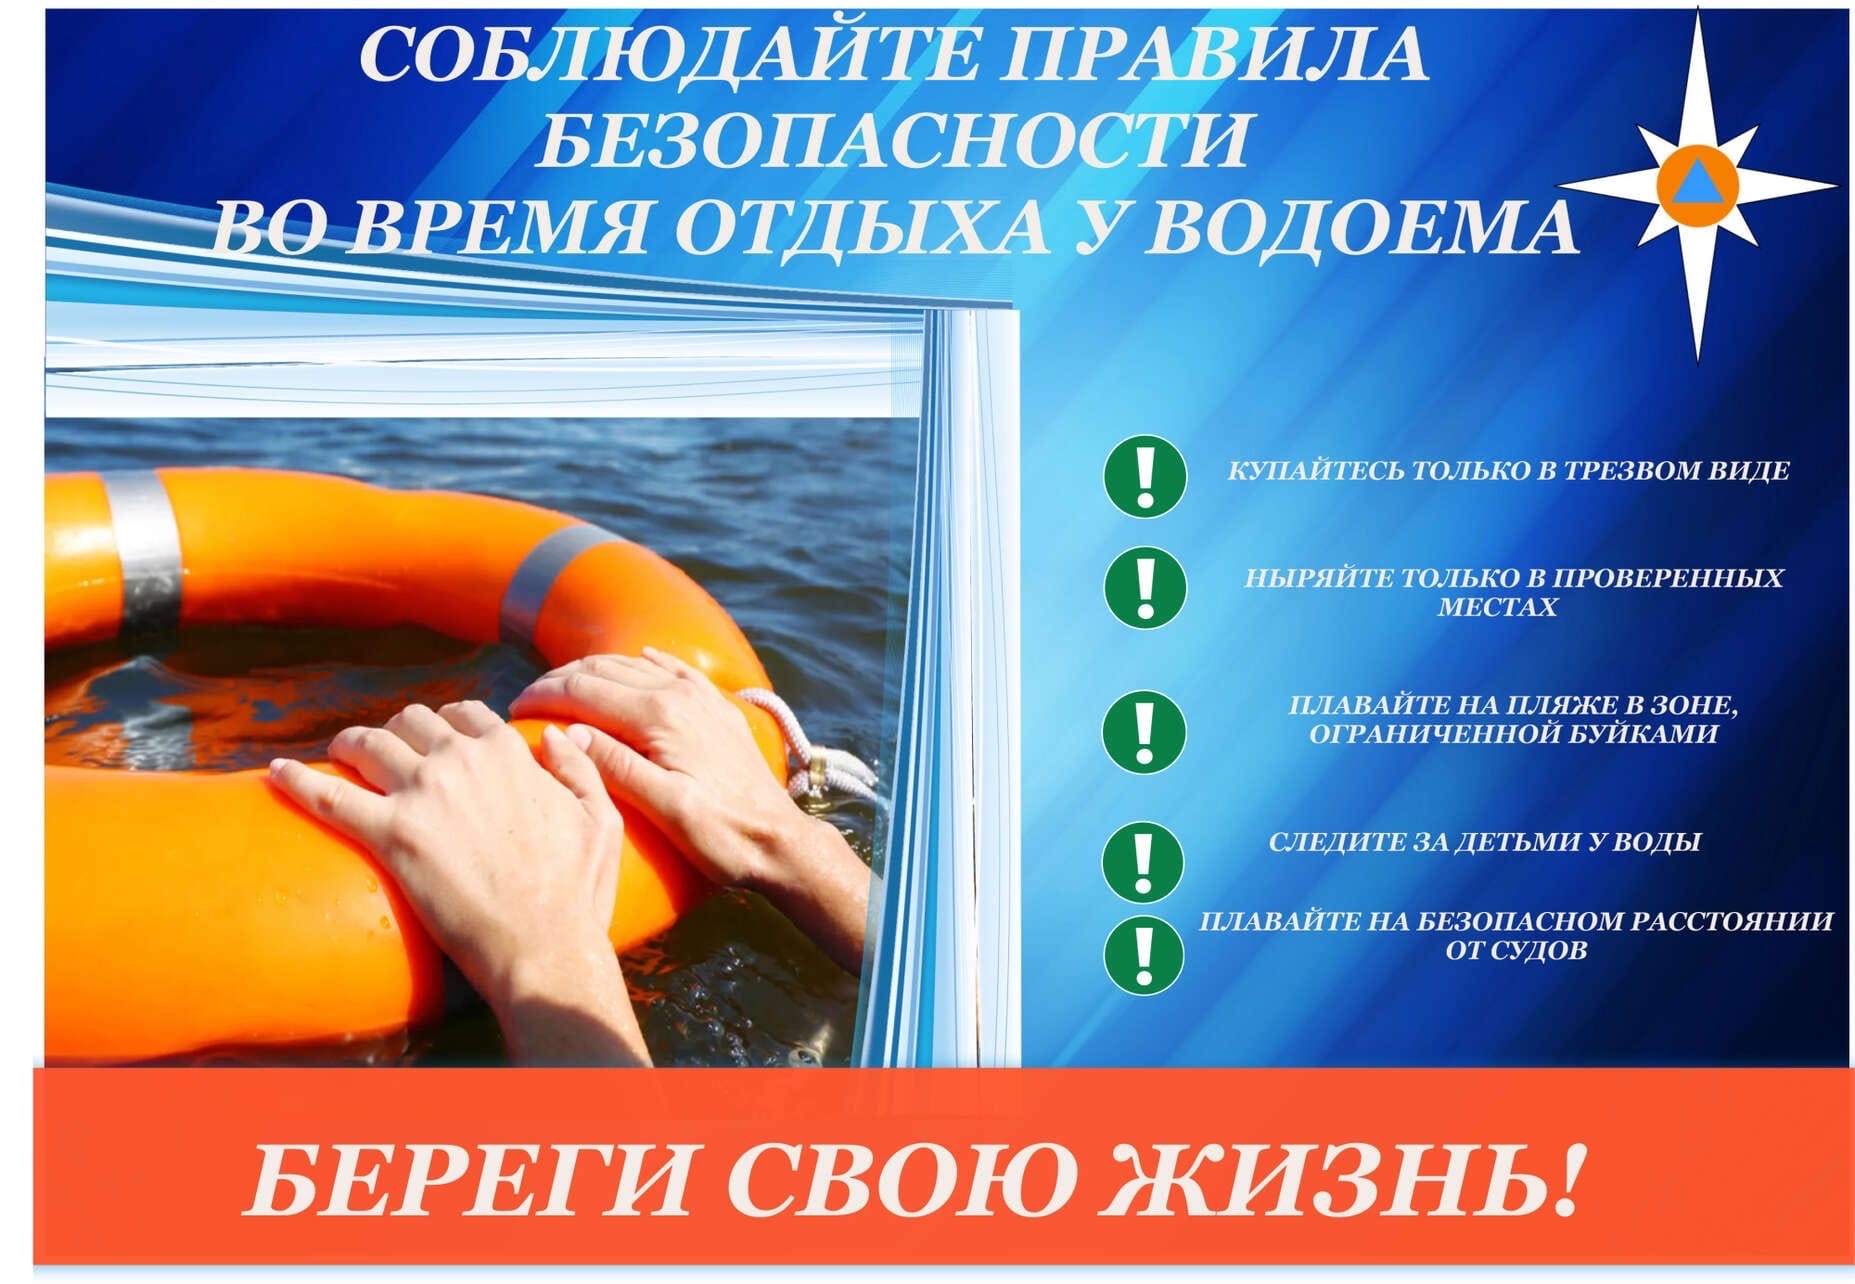 СОБЛЮДАЙТЕ ПРАВИЛА
БЕЗОПАСНОСТИ
ВО ВРЕМЯ ОТДЫХА У ВОДОЕМА
КУПАЙТЕСЬ ТОЛЬКО В ТРЕЗВОМ ВИДЕ
НЫРЯЙТЕ ТОЛЬКО В ПРОВЕРЕННЫХ
МЕСТАХ
ПЛАВАЙТЕ НА ПЛЯЖЕ В ЗОНЕ,
ОГРАНИЧЕННОЙ БУЙКАМИ
СЛЕДИТЕ ЗА ДЕТЬМИ У ВОДЫ
ПЛАВАЙТЕ НА БЕЗОПАСНОМ РАССТОЯНИИ
ОТ СУДОВ
БЕРЕГИ СВОЮ ЖИЗНЬ!